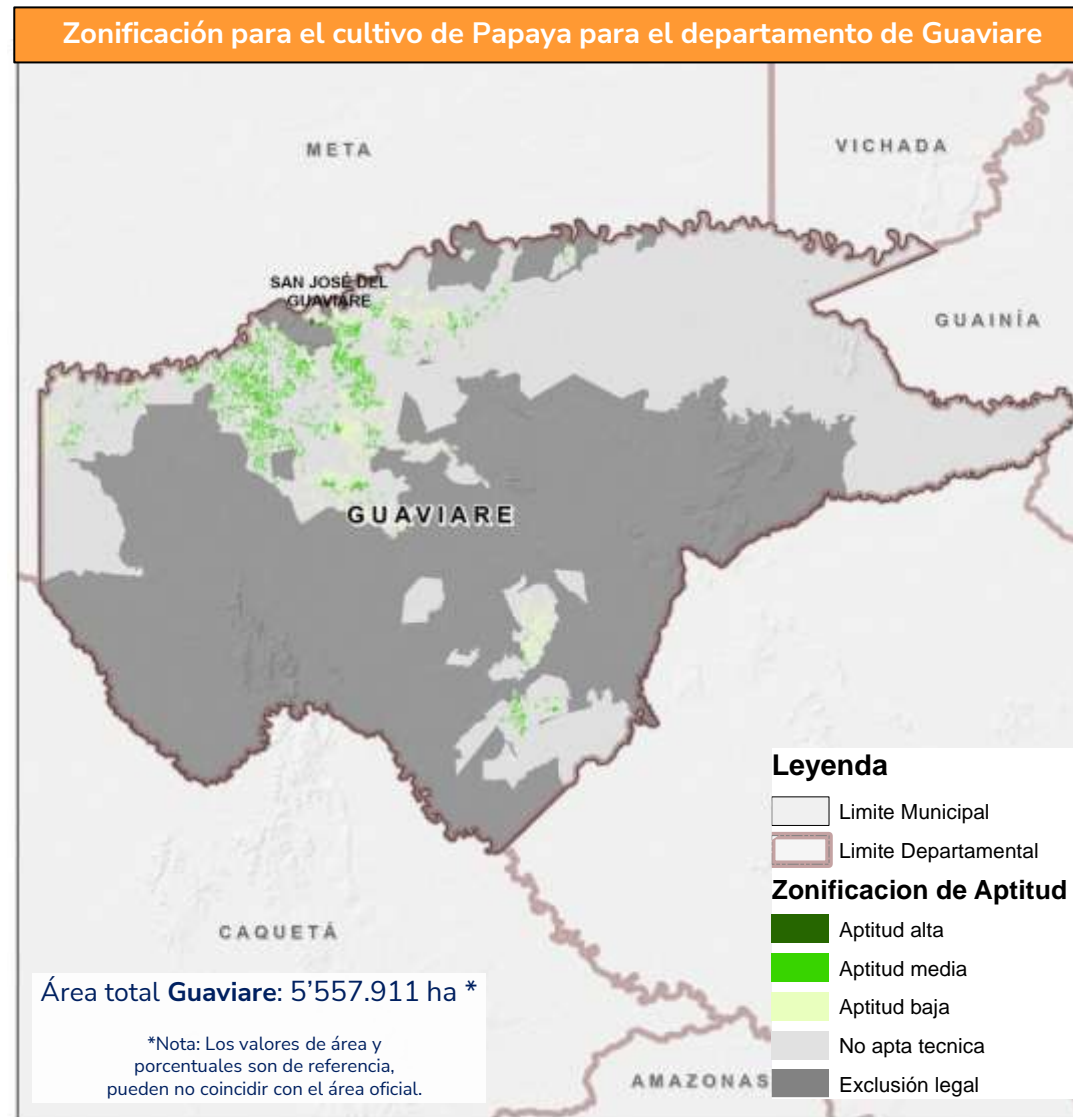 Zonificación para el cultivo de Papaya para el departamento de Guaviare
META
VICHADA
SAN JOSÉ DEL
GUAVIARE
GUAINÍA
GUAVIARE
CAQUETÁ
AMAZONAS
Área total Guaviare: 5’557.911 ha *
*Nota: Los valores de área y
porcentuales son de referencia,
pueden no coincidir con el área oficial.
Leyenda
Limite Municipal
Limite Departamental
Zonificacion de Aptitud
Aptitud alta
Aptitud media
Aptitud baja
No apta tecnica
Exclusión legal